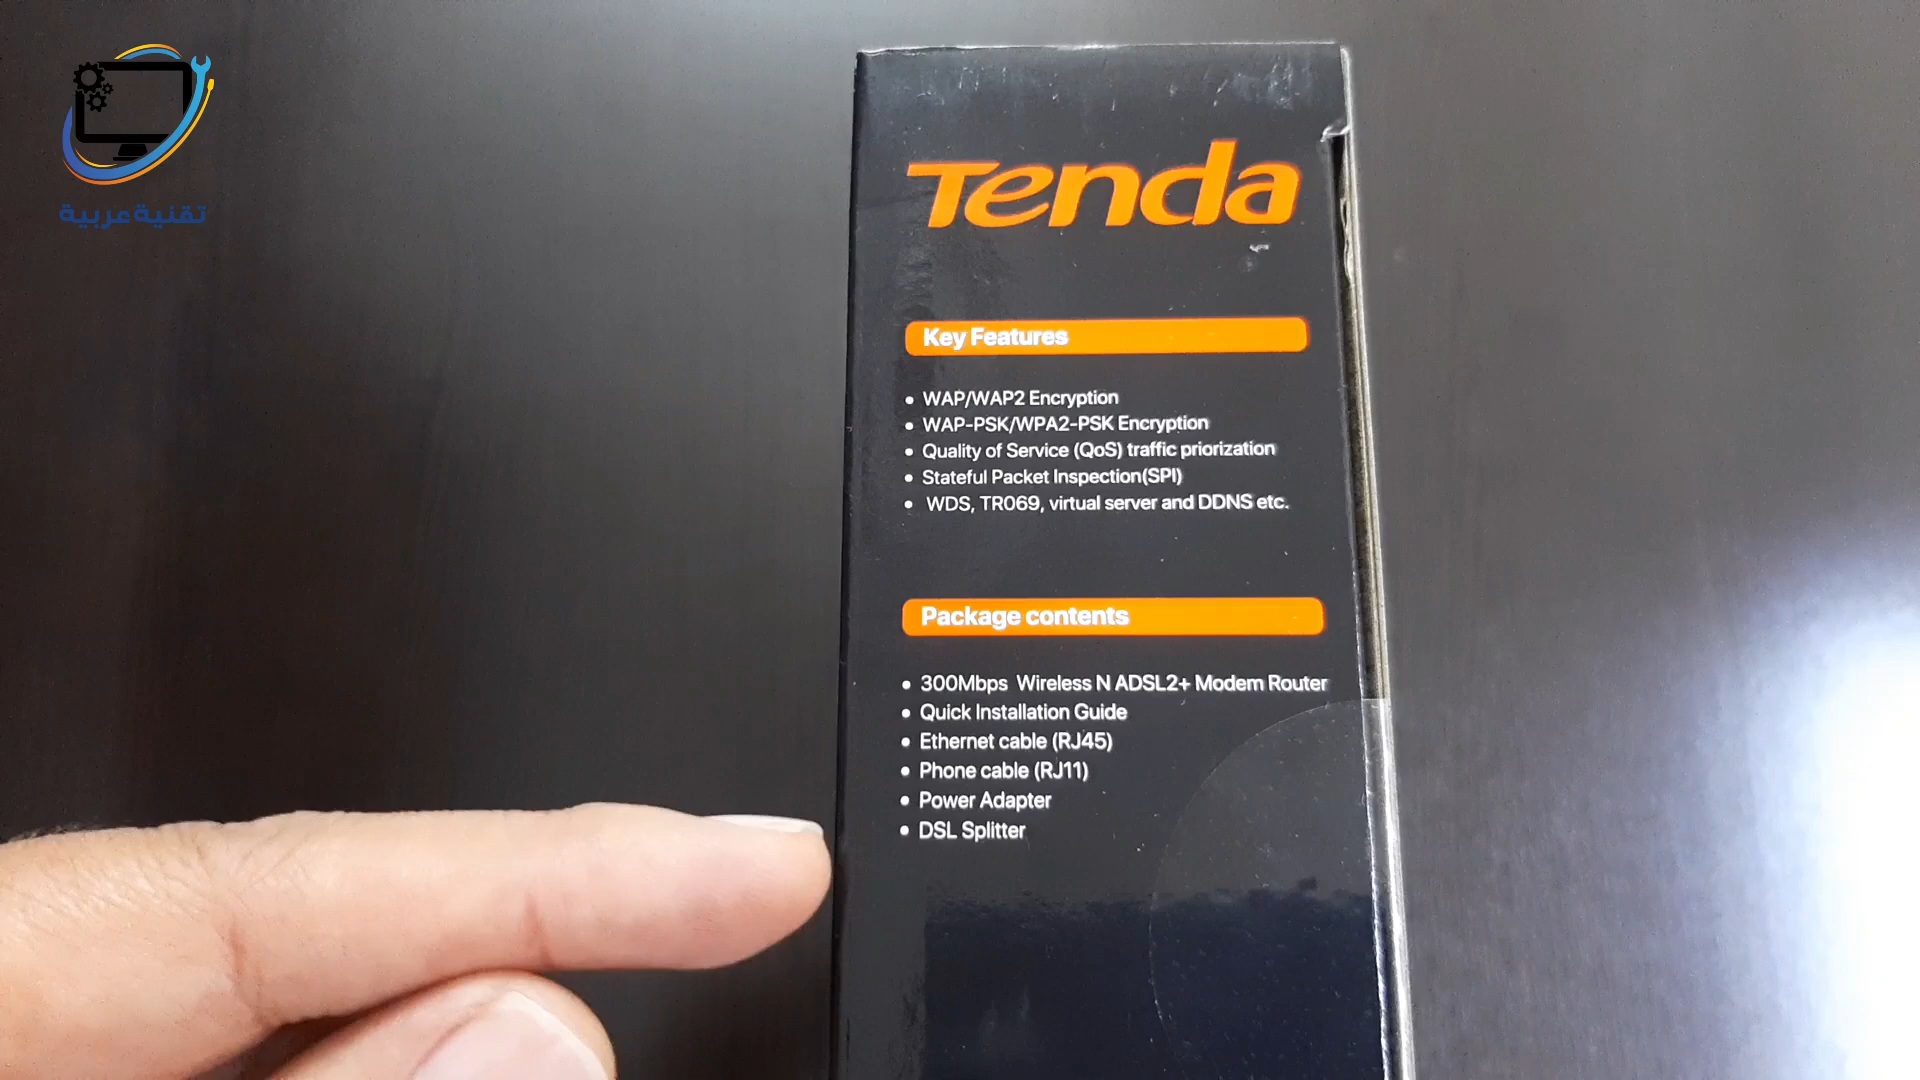 تقنية عربية
Tenda
Key Features
• WAP/WAP2 Encryption
• WAP-PSK/WPA2-PSK Encryption
• Quality of Service (QoS) traffic priorization
• Stateful Packet Inspection(SPI)
• WDS, TR069, virtual server and DDNS etc.
Package contents
• 300Mbps Wireless N ADSL2+ Modem Router
• Quick Installation Guide
• Ethernet cable (RJ45)
• Phone cable (RJ11)
• Power Adapter
• DSL Splitter